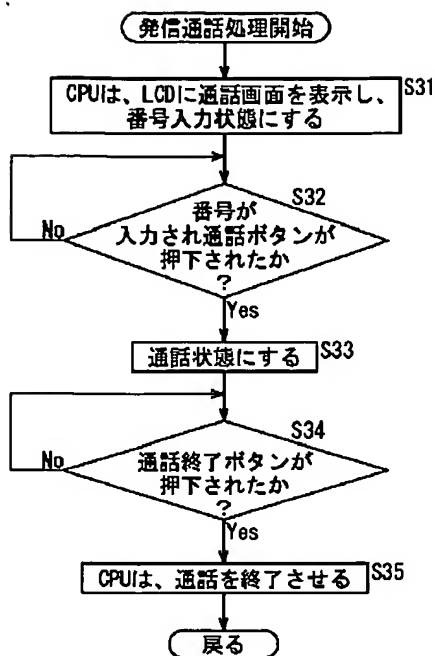 発信通話処理開始
CPUは、LCDに通話画面を表示し、
番号入力状態にする
S31
S32
番号が
入力され通話ボタンが
押下されたか
?
No
Yes
通話状態にする
S33
S34
通話終了ボタンが
押下されたか
?
No
Yes
CPUは、通話を終了させる
S35
戻る